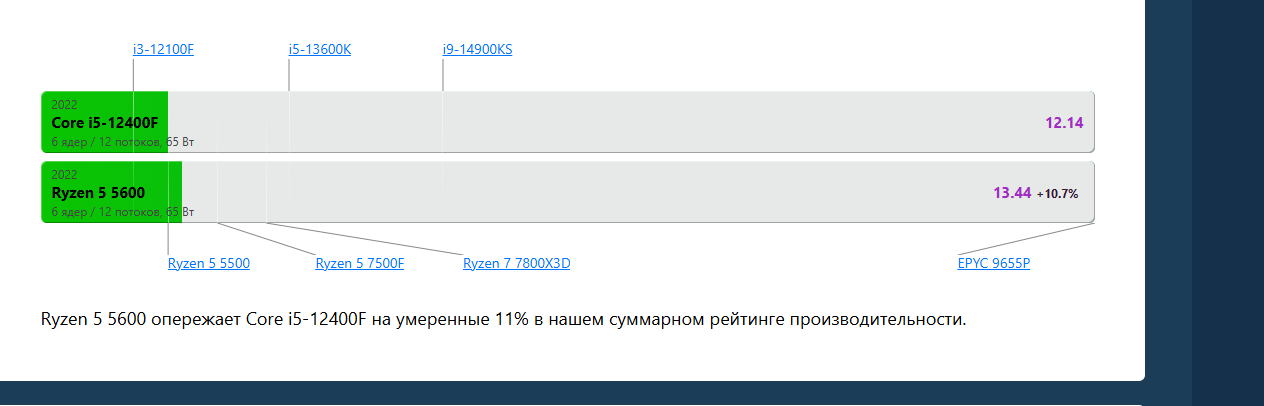 i3-12100F i5-13600K i9-14900KS
2022
Core i5-12400F 12.14
6 ядер / 12 потоков, 65 Вт
2022
Ryzen 5 5600 13.44 +10.7%
6 ядер / 12 потоков, 65 Вт
Ryzen 5 5500 Ryzen 5 7500F Ryzen 7 7800X3D EPYC 9655P
Ryzen 5 5600 опережает Core i5-12400F на умеренные 11% в нашем суммарном рейтинге производительности.